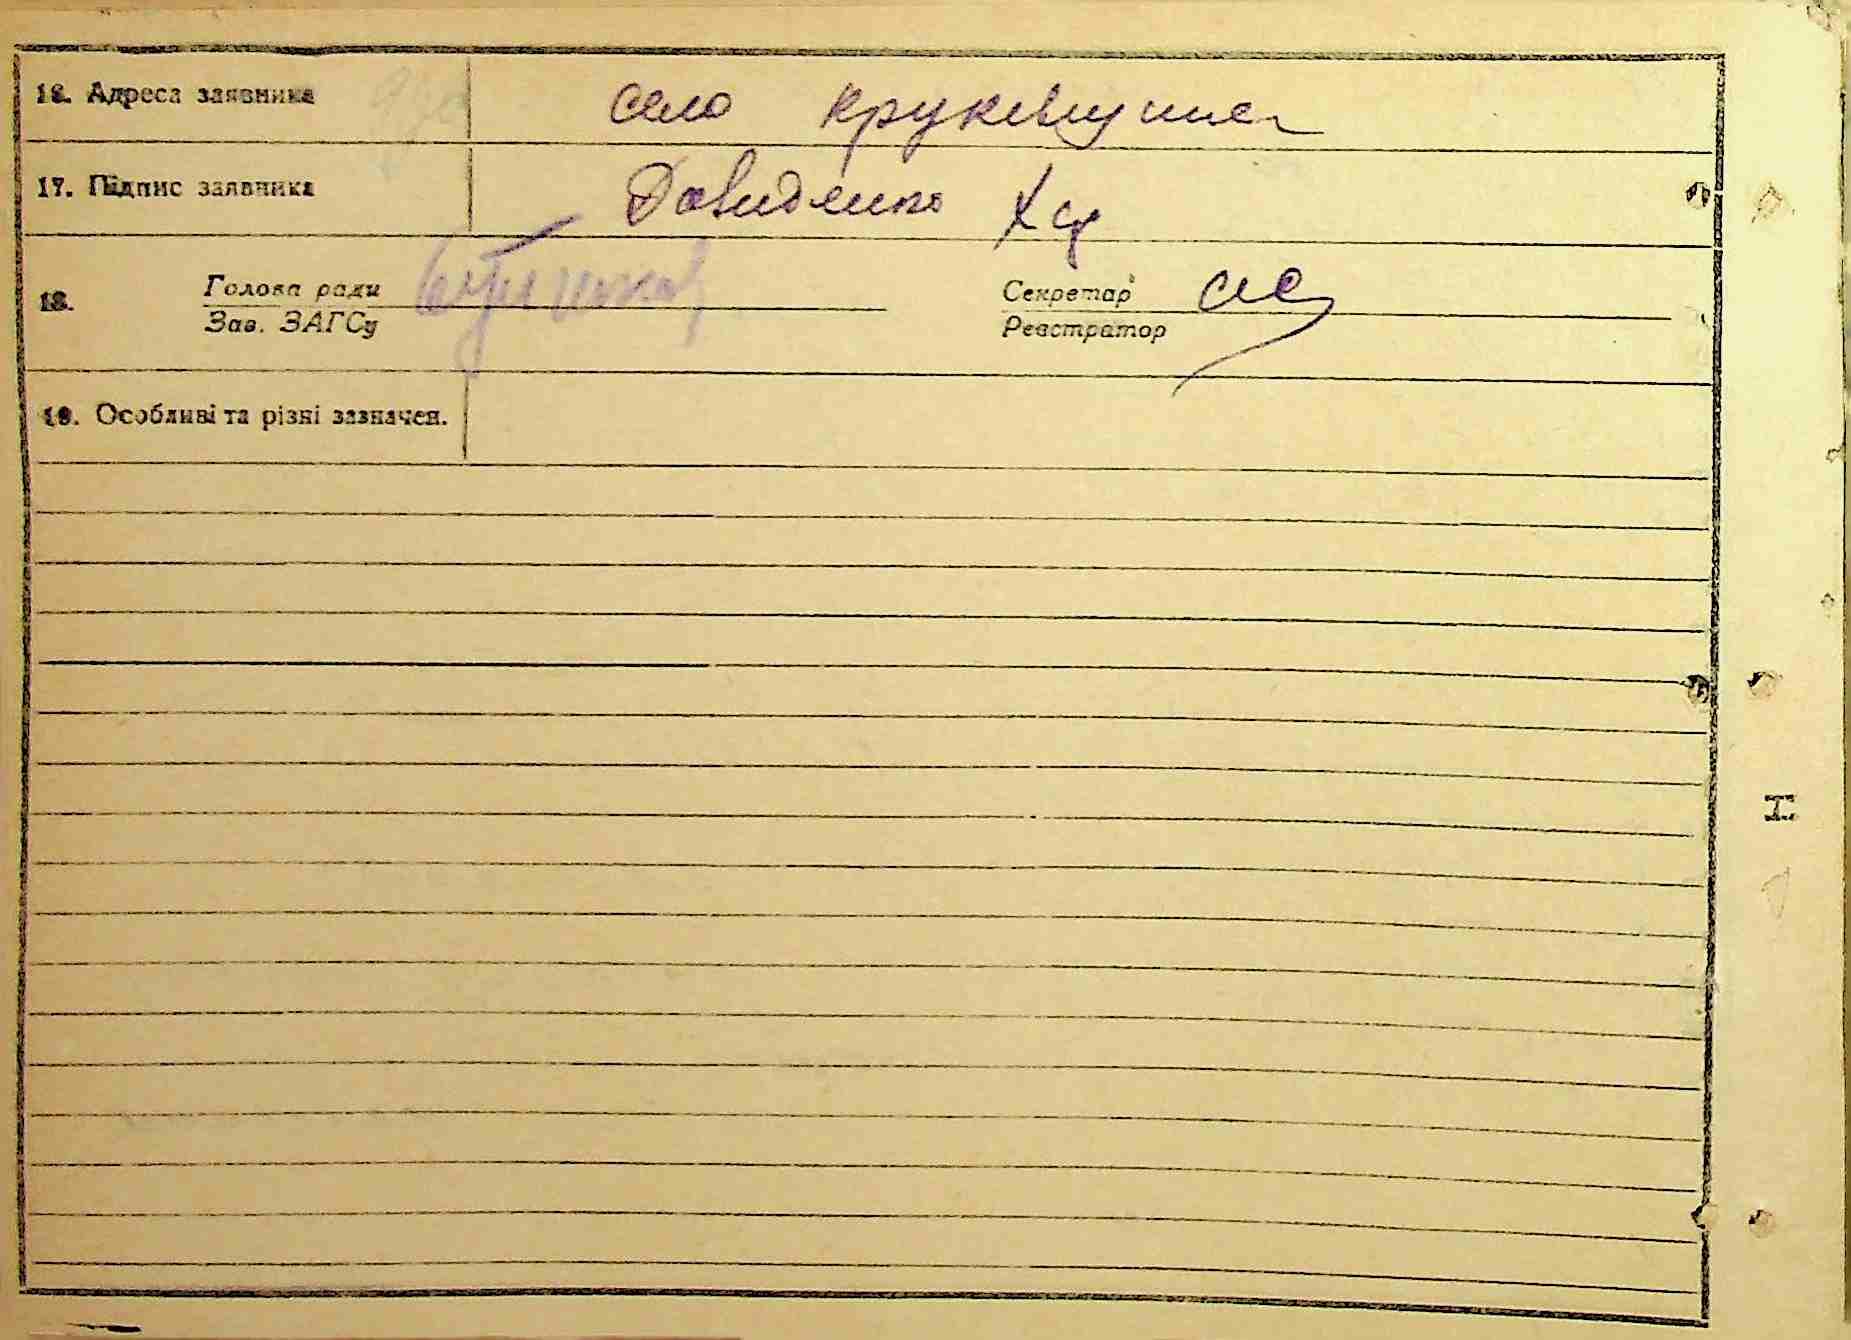 16. Адреса заявника село крукевщина
17. Підпис заявника Давиденко
18. Голова ради Секретар
Зав. ЗАГСу Реєстратор
19. Особливі та різні зазначен.